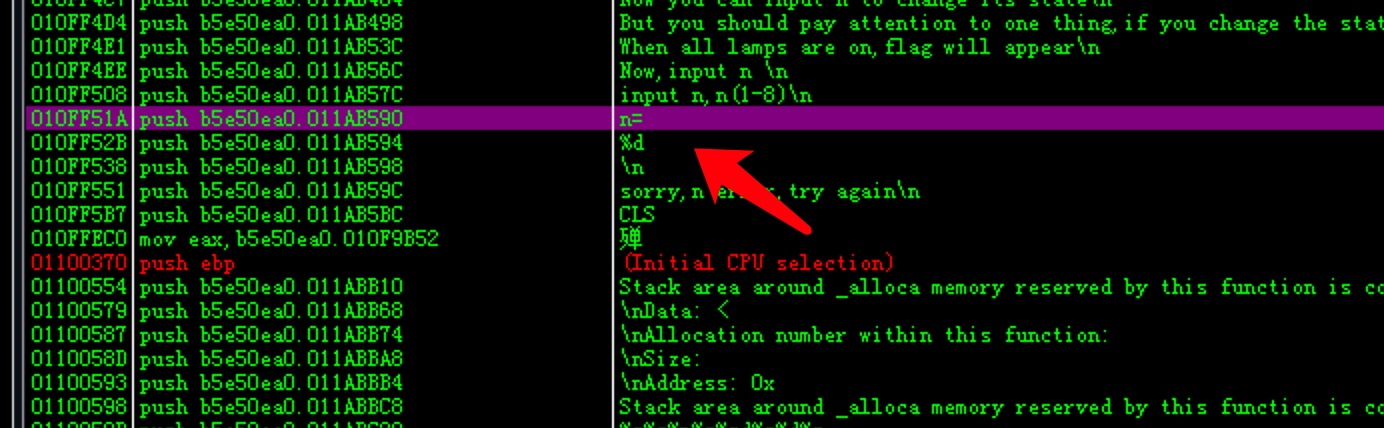 010FF4C7 push b5e50ea0.011AB484 Now you can input n to change its state\n
010FF4D4 push b5e50ea0.011AB498 But you should pay attention to one thing,if you change the stat
010FF4E1 push b5e50ea0.011AB53C When all lamps are on,flag will appear\n
010FF4EE push b5e50ea0.011AB56C Now,input n \n
010FF508 push b5e50ea0.011AB57C input n,n(1-8)\n
010FF51A push b5e50ea0.011AB590 n=
010FF52B push b5e50ea0.011AB594 %d
010FF538 push b5e50ea0.011AB598 \n
010FF551 push b5e50ea0.011AB59C sorry,n error,try again\n
010FF5B7 push b5e50ea0.011AB5BC CLS
010FFEC0 mov eax,b5e50ea0.010F9B52 殫
01100370 push ebp (Initial CPU selection)
01100554 push b5e50ea0.011ABB10 Stack area around _alloca memory reserved by this function is co
01100579 push b5e50ea0.011ABB68 \nData: <
01100587 push b5e50ea0.011ABB74 \nAllocation number within this function:
0110058D push b5e50ea0.011ABBA8 \nSize:
01100593 push b5e50ea0.011ABBB4 \nAddress: 0x
01100598 push b5e50ea0.011ABBC8 Stack area around _alloca memory reserved by this function is co